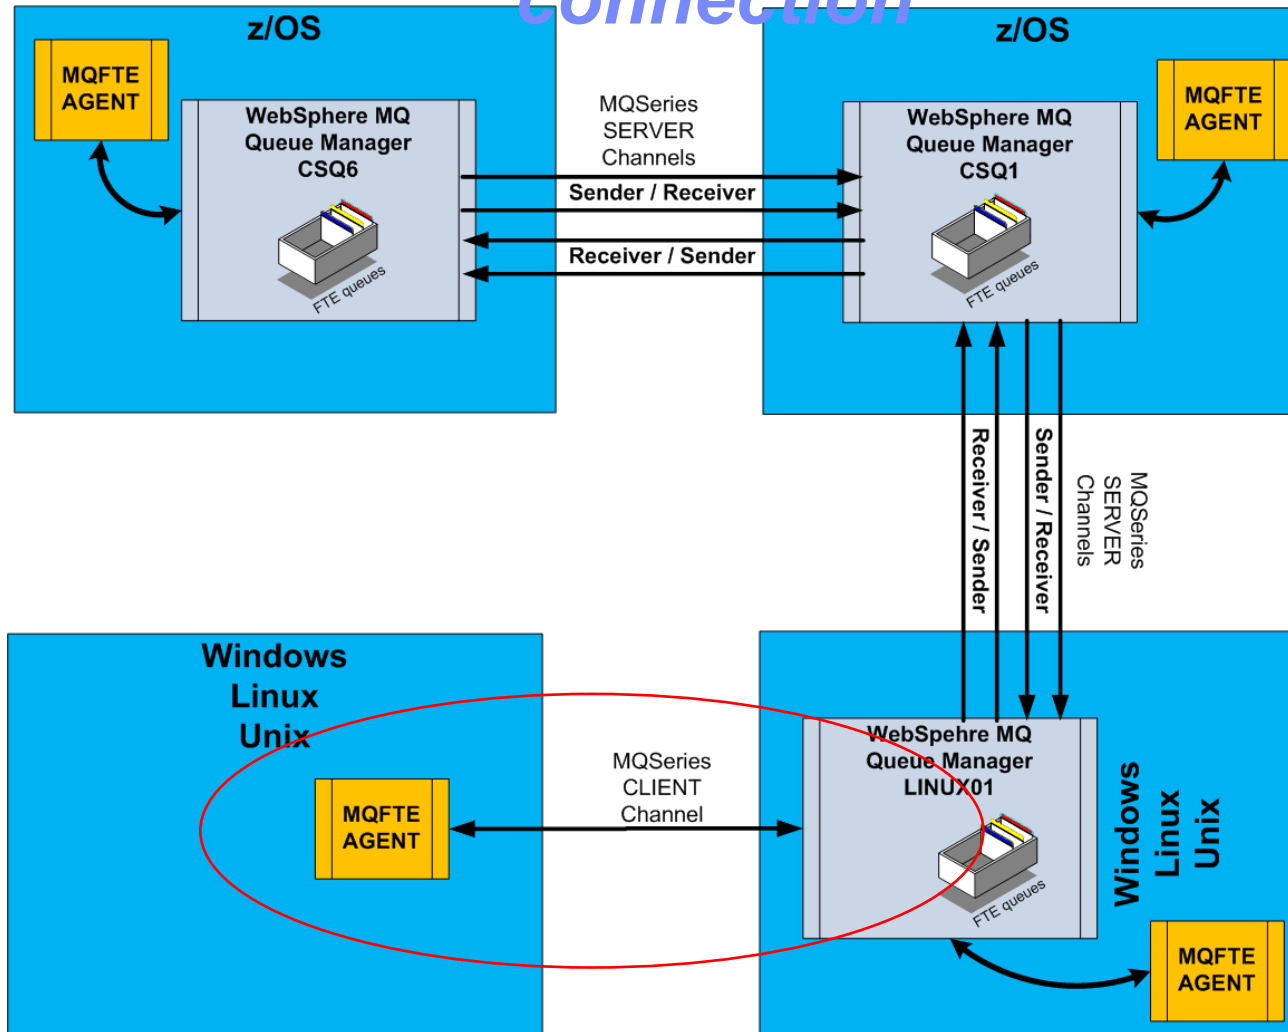 connection
z/OS
MQFTE
AGENT
WebSphere MQ
Queue Manager
CSQ6
FTE queues
MQSeries
SERVER
Channels
Sender / Receiver
Receiver / Sender
z/OS
WebSphere MQ
Queue Manager
CSQ1
FTE queues
MQFTE
AGENT
Receiver / Sender
Sender / Receiver
MQSeries
SERVER
Channels
Windows
Linux
Unix
MQFTE
AGENT
MQSeries
CLIENT
Channel
WebSpehre MQ
Queue Manager
LINUX01
FTE queues
Windows
Linux
Unix
MQFTE
AGENT